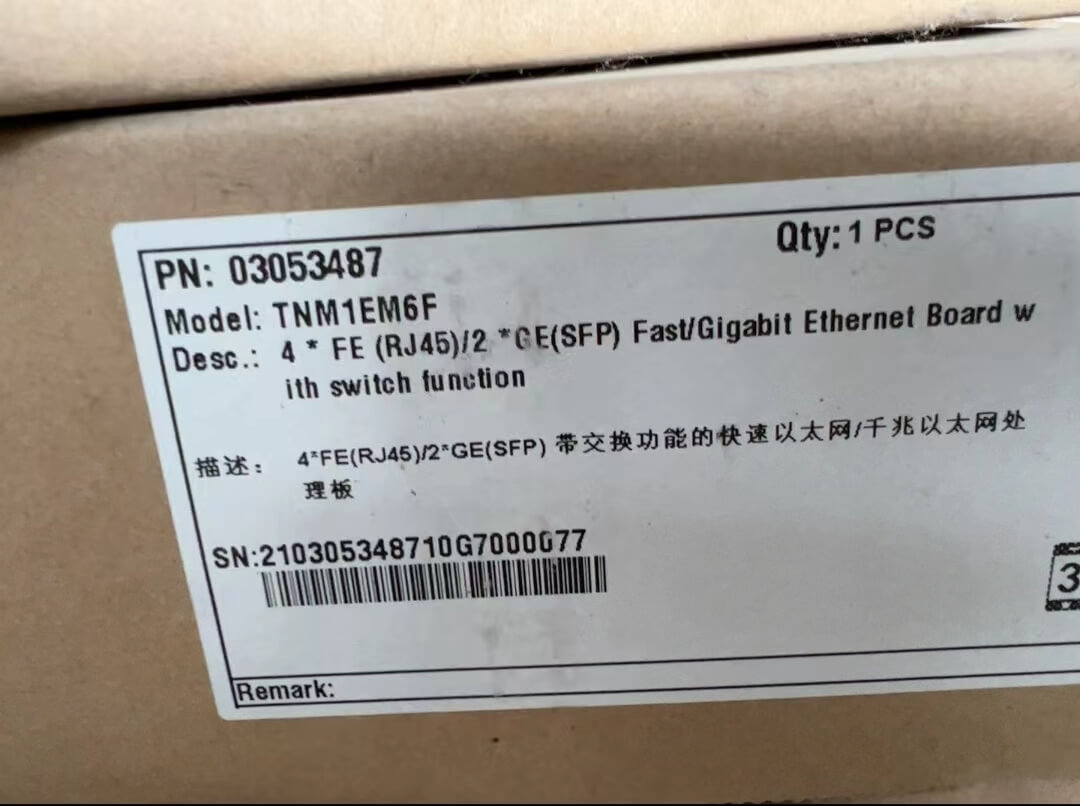 PN: 03053487
Qty: 1 PCS
Model: TNM1EM6F
Desc.: 4 * FE (RJ45)/2 *GE(SFP) Fast/Gigabit Ethernet Board w
ith switch function
描述: 4*FE(RJ45)/2*GE(SFP) 带交换功能的快速以太网/千兆以太网处
理板
SN:210305348710G7000077
3
Remark: